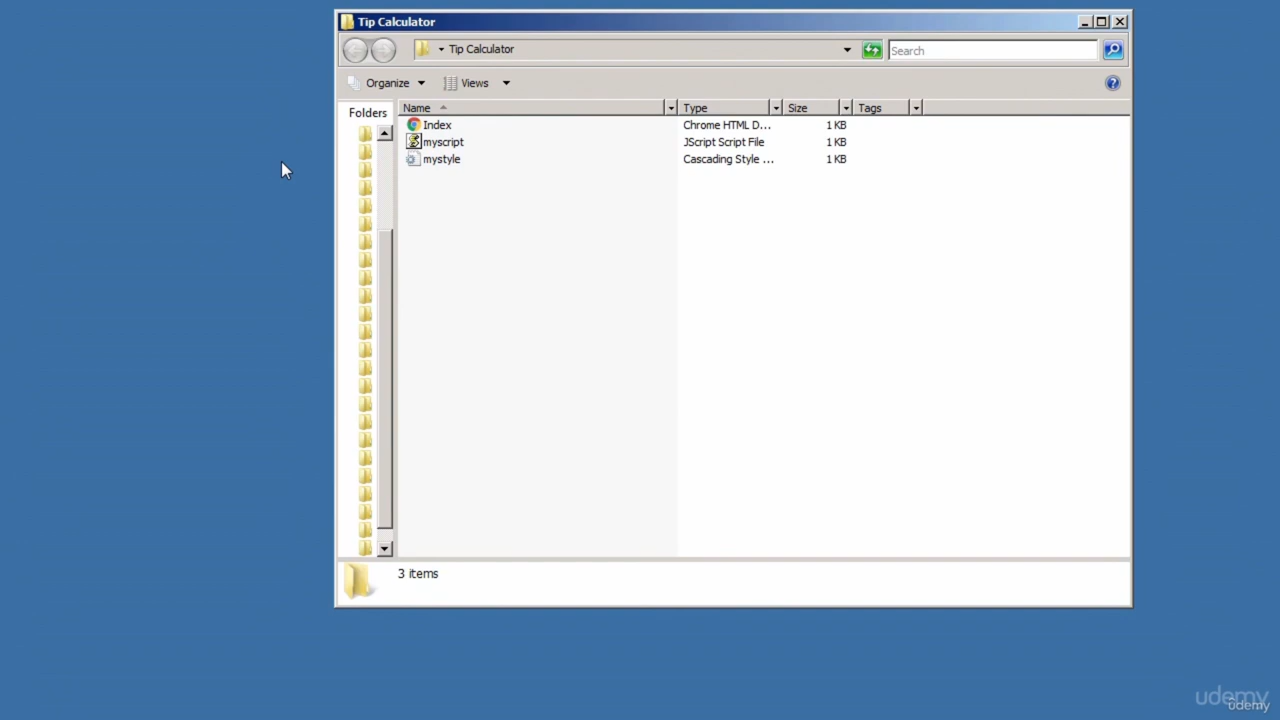 Tip Calculator
Tip Calculator
Search
Organize Views
Folders
Name Type Size Tags
Index Chrome HTML D... 1 KB
myscript JScript Script File 1 KB
mystyle Cascading Style ... 1 KB
3 items
udemy
ûdemy